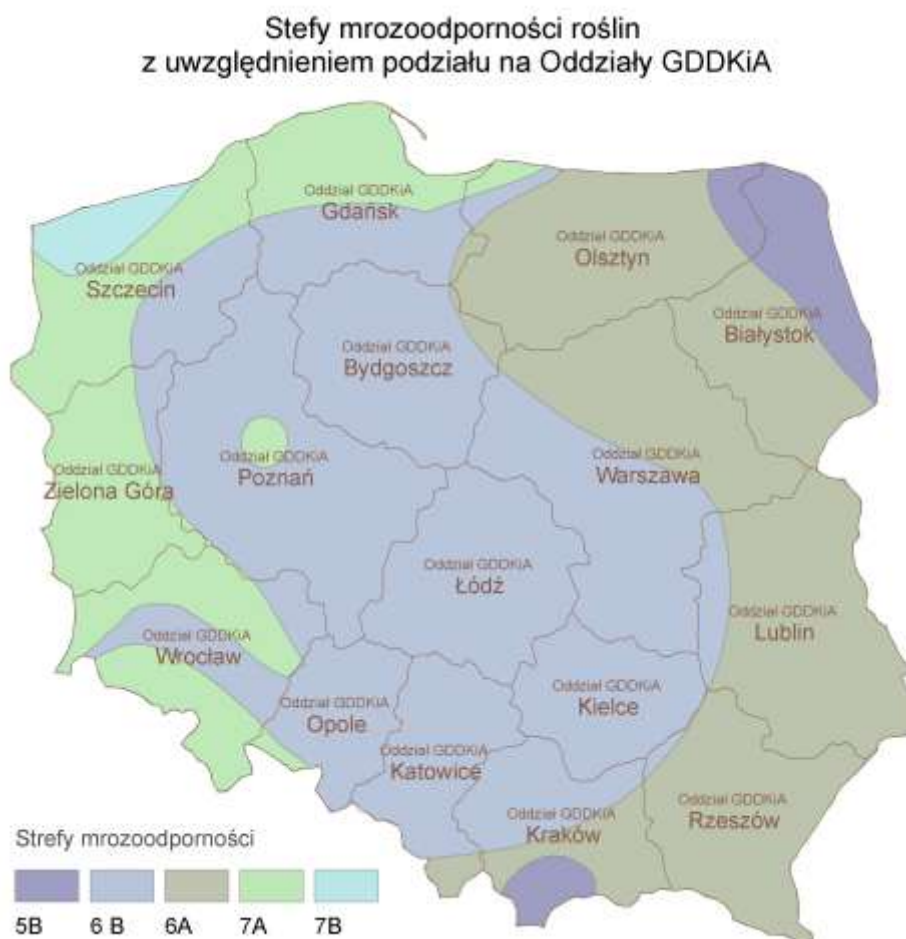 Stefy mrozoodporności roślin
z uwzględnieniem podziału na Oddziały GDDKiA
Oddział GDDKiA
Gdańsk
Oddział GDDKiA
Olsztyn
Oddział GDDKiA
Szczecin
Oddział GDDKiA
Białystok
Oddział GDDKiA
Bydgoszcz
Oddział GDDKiA
Zielona Góra
Oddział GDDKiA
Poznań
Oddział GDDKiA
Warszawa
Oddział GDDKiA
Łódź
Oddział GDDKiA
Wrocław
Oddział GDDKiA
Lublin
Oddział GDDKiA
Opole
Oddział GDDKiA
Kielce
Oddział GDDKiA
Katowice
Oddział GDDKiA
Kraków
Oddział GDDKiA
Rzeszów
Strefy mrozoodporności
5B 6 B 6A 7A 7B